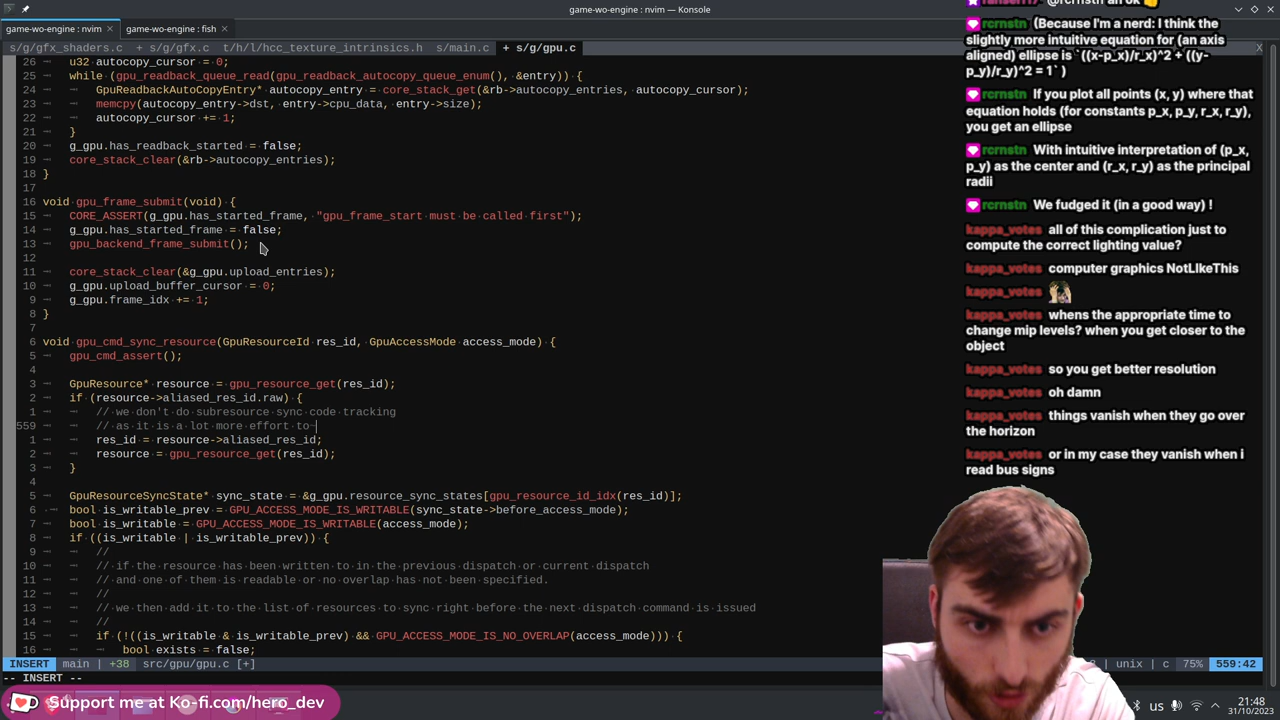 game-wo-engine : nvim — Konsole
game-wo-engine : nvim
game-wo-engine : fish
s/g/gfx_shaders.c + s/g/gfx.c t/h/l/hcc_texture_intrinsics.h s/main.c + s/g/gpu.c
X
26 u32 autocopy_cursor = 0;
25 while (gpu_readback_queue_read(gpu_readback_autocopy_queue_enum(), &entry)) {
24 GpuReadbackAutoCopyEntry* autocopy_entry = core_stack_get(&rb->autocopy_entries, autocopy_cursor);
23 memcpy(autocopy_entry->dst, entry->cpu_data, entry->size);
22 autocopy_cursor += 1;
21 }
20 g_gpu.has_readback_started = false;
19 core_stack_clear(&rb->autocopy_entries);
18 }
17
16 void gpu_frame_submit(void) {
15 CORE_ASSERT(g_gpu.has_started_frame, "gpu_frame_start must be called first");
14 g_gpu.has_started_frame = false;
13 gpu_backend_frame_submit();
12
11 core_stack_clear(&g_gpu.upload_entries);
10 g_gpu.upload_buffer_cursor = 0;
9 g_gpu.frame_idx += 1;
8 }
7
6 void gpu_cmd_sync_resource(GpuResourceId res_id, GpuAccessMode access_mode) {
5 gpu_cmd_assert();
4
3 GpuResource* resource = gpu_resource_get(res_id);
2 if (resource->aliased_res_id.raw) {
1 // we don't do subresource sync code tracking
559 // as it is a lot more effort to
1 res_id = resource->aliased_res_id;
2 resource = gpu_resource_get(res_id);
3 }
4
5 GpuResourceSyncState* sync_state = &g_gpu.resource_sync_states[gpu_resource_id_idx(res_id)];
6 bool is_writable_prev = GPU_ACCESS_MODE_IS_WRITABLE(sync_state->before_access_mode);
7 bool is_writable = GPU_ACCESS_MODE_IS_WRITABLE(access_mode);
8 if ((is_writable | is_writable_prev)) {
9 //
10 // if the resource has been written to in the previous dispatch or current dispatch
11 // and one of them is readable or no overlap has not been specified.
12 //
13 // we then add it to the list of resources to sync right before the next dispatch command is issued
14 //
15 if (!((is_writable & is_writable_prev) && GPU_ACCESS_MODE_IS_NO_OVERLAP(access_mode))) {
16 bool exists = false;
INSERT main | +38 src/gpu/gpu.c [+] | unix | c 75% 559:42
-- INSERT --
Support me at Ko-fi.com/hero_dev
us
21:48
31/10/2023
@rcrnstn ah ok
rcrnstn (Because I'm a nerd: I think the
slightly more intuitive equation for (an axis
aligned) ellipse is `((x-p_x)/r_x)^2 + ((y-
p_y)/r_y)^2 = 1` )
rcrnstn If you plot all points (x, y) where that
equation holds (for constants p_x, p_y, r_x, r_y),
you get an ellipse
rcrnstn With intuitive interpretation of (p_x,
p_y) as the center and (r_x, r_y) as the principal
radii
rcrnstn We fudged it (in a good way) !
kappa_votes all of this complication just to
compute the correct lighting value?
kappa_votes computer graphics NotLIkeThis
kappa_votes
kappa_votes whens the appropriate time to
change mip levels? when you get closer to the
object
kappa_votes so you get better resolution
kappa_votes oh damn
kappa_votes things vanish when they go over
the horizon
kappa_votes or in my case they vanish when i
read bus signs